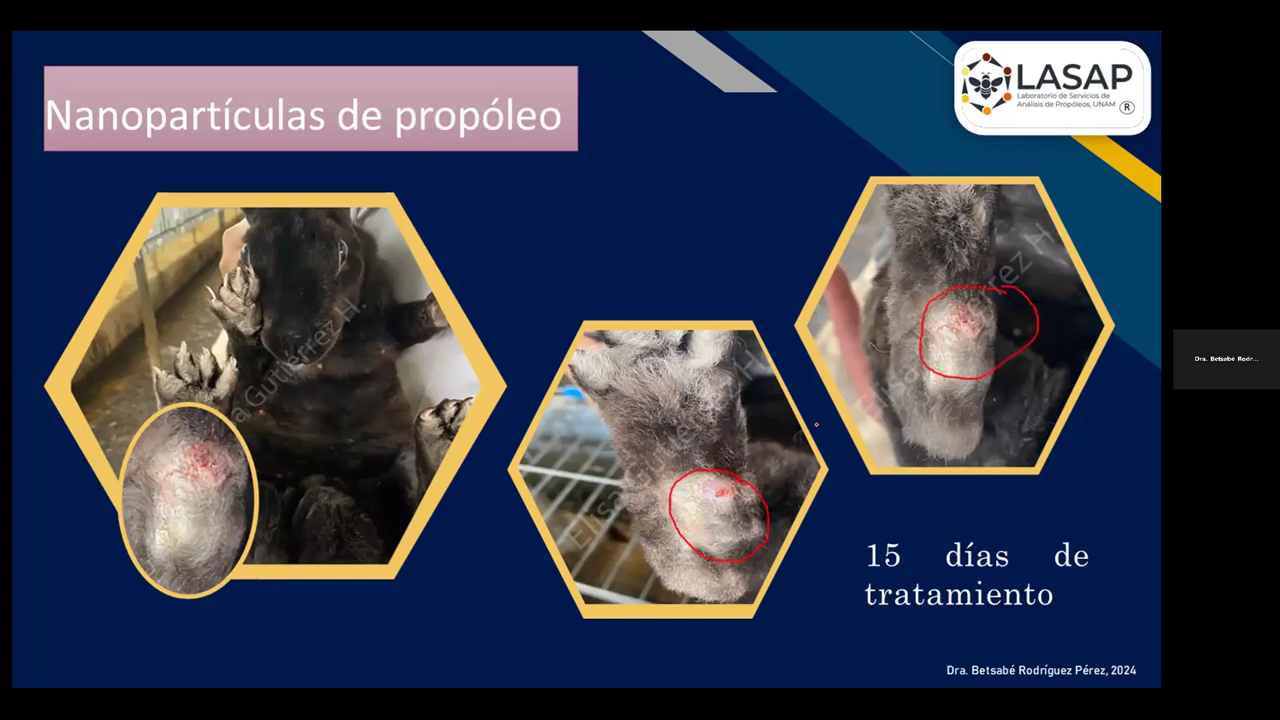 Nanopartículas de propóleo
LASAP
Laboratorio de Servicios de
Análisis de Propóleos, UNAM
®
Gutiérrez H.
15 días de
tratamiento
Dra. Betsabé Rodríguez Pérez, 2024
Dra. Betsabé Rodr...